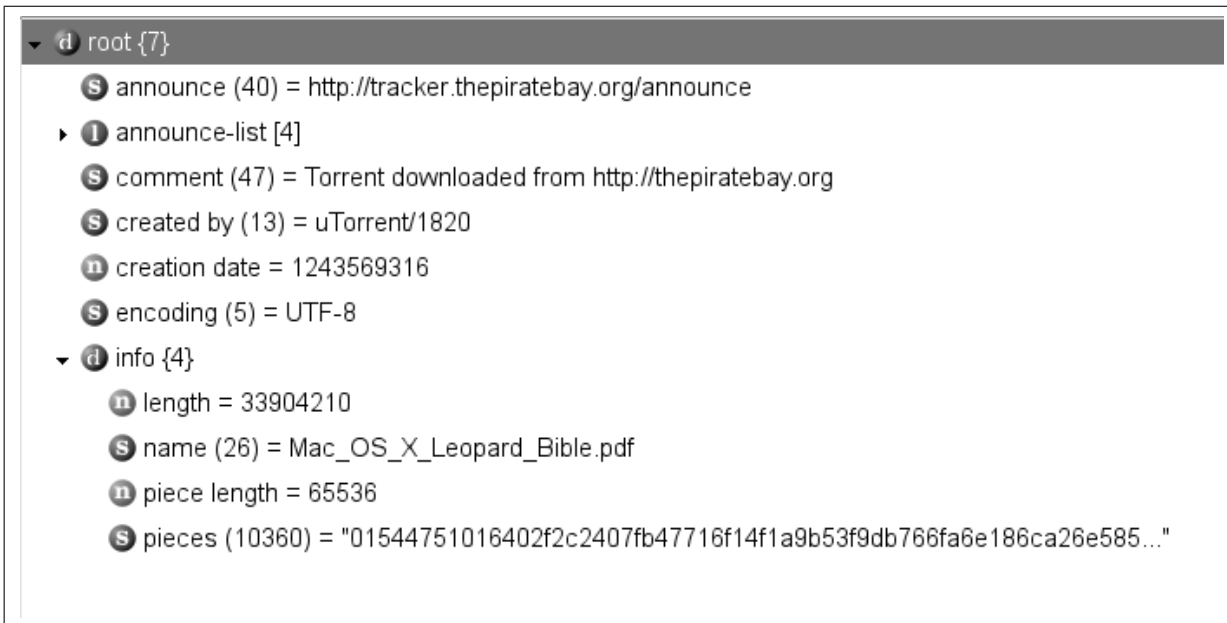 d root {7}
s announce (40) = http://tracker.thepiratebay.org/announce
l announce-list [4]
s comment (47) = Torrent downloaded from http://thepiratebay.org
s created by (13) = uTorrent/1820
n creation date = 1243569316
s encoding (5) = UTF-8
d info {4}
n length = 33904210
s name (26) = Mac_OS_X_Leopard_Bible.pdf
n piece length = 65536
s pieces (10360) = "01544751016402f2c2407fb47716f14f1a9b53f9db766fa6e186ca26e585..."